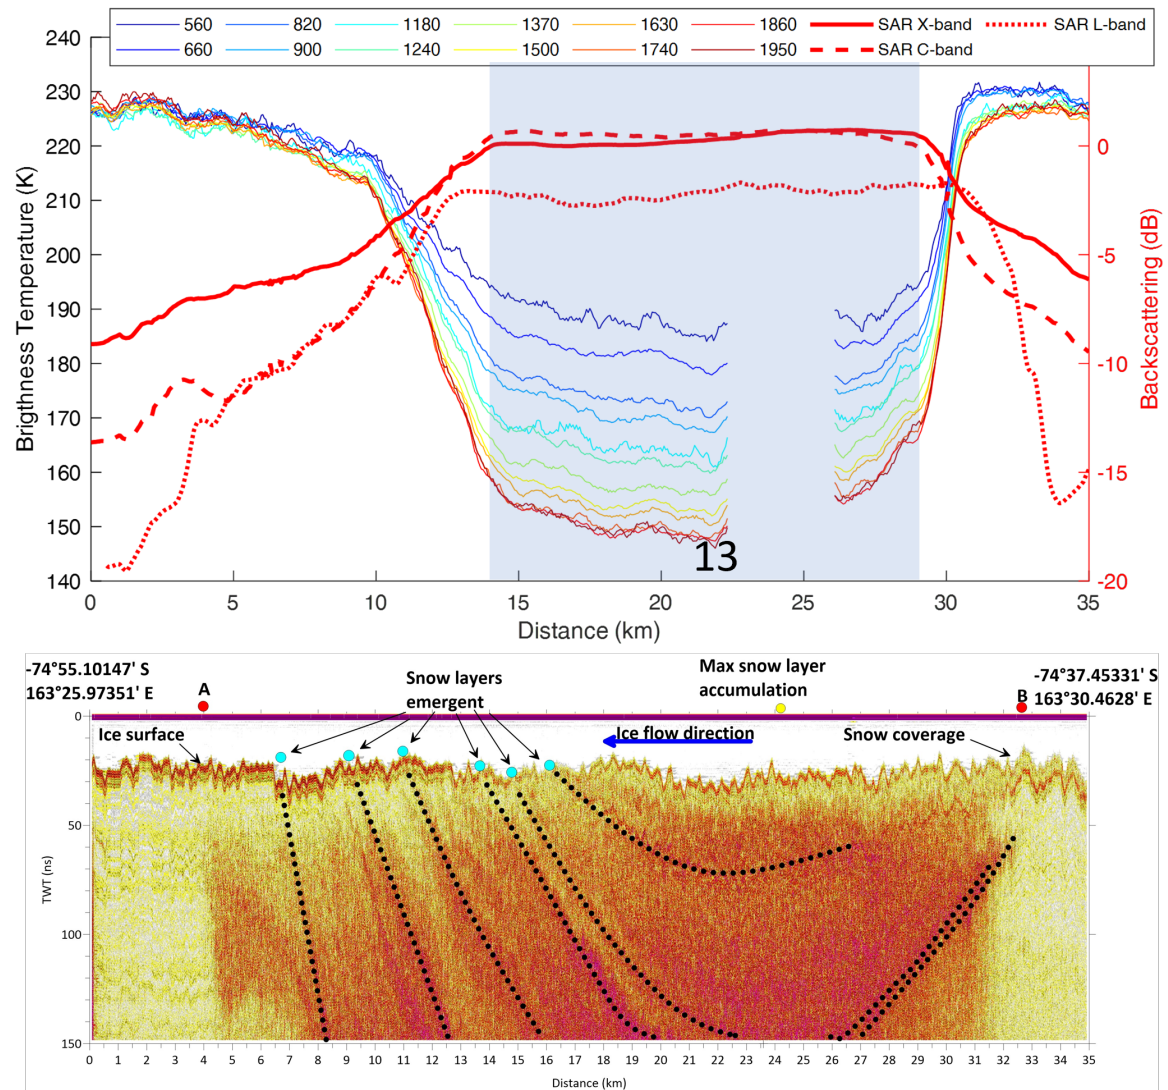 560 820 1180 1370 1630 1860 SAR X-band SAR L-band
660 900 1240 1500 1740 1950 SAR C-band
240
230
220
210
200
190
180
170
160
150
140
Brigthness Temperature (K)
0
-5
-10
-15
-20
Backscattering (dB)
13
0 5 10 15 20 25 30 35
Distance (km)
-74°55.10147' S
163°25.97351' E
A
Snow layers
emergent
Max snow layer
accumulation
-74°37.45331' S
B 163°30.4628' E
Ice surface
Ice flow direction
Snow coverage
0
50
100
150
TWT (ns)
0 1 2 3 4 5 6 7 7 9 10 11 12 13 14 15 16 17 18 19 20 21 22 23 24 25 26 27 28 29 30 31 32 33 34 35
Distance (km)